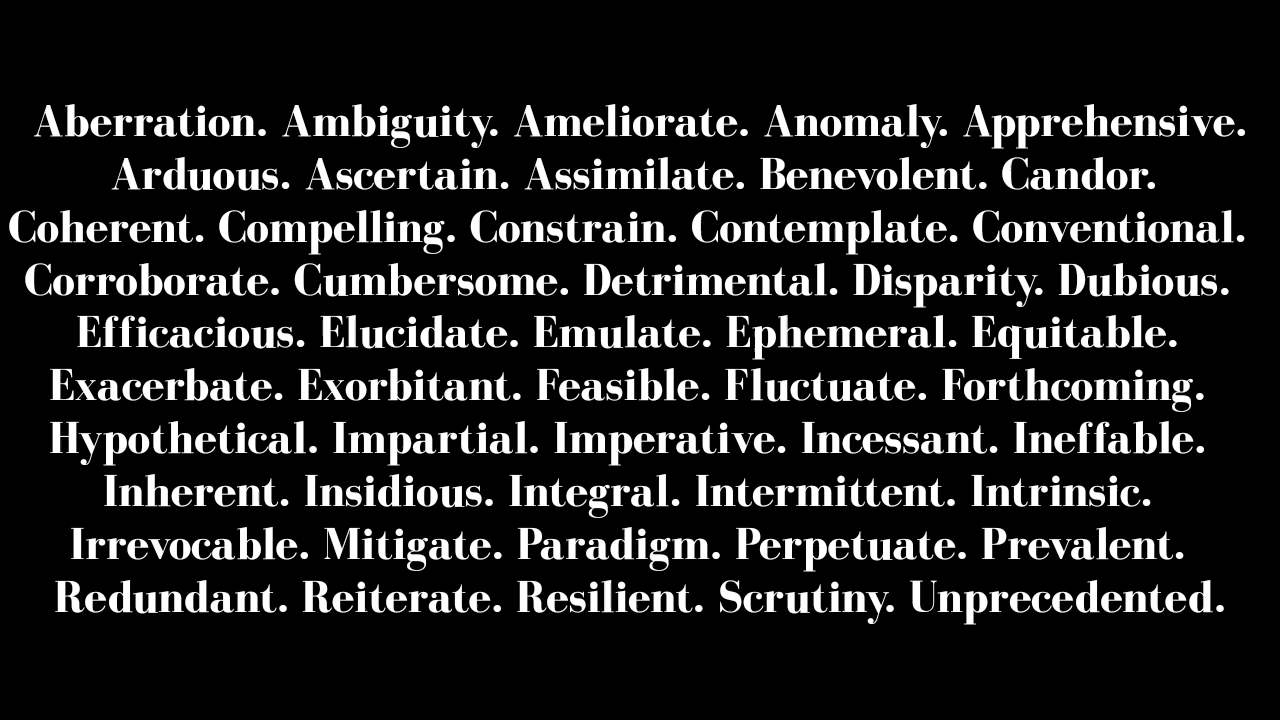 Aberration. Ambiguity. Ameliorate. Anomaly. Apprehensive.
Arduous. Ascertain. Assimilate. Benevolent. Candor.
Coherent. Compelling. Constrain. Contemplate. Conventional.
Corroborate. Cumbersome. Detrimental. Disparity. Dubious.
Efficacious. Elucidate. Emulate. Ephemeral. Equitable.
Exacerbate. Exorbitant. Feasible. Fluctuate. Forthcoming.
Hypothetical. Impartial. Imperative. Incessant. Ineffable.
Inherent. Insidious. Integral. Intermittent. Intrinsic.
Irrevocable. Mitigate. Paradigm. Perpetuate. Prevalent.
Redundant. Reiterate. Resilient. Scrutiny. Unprecedented.